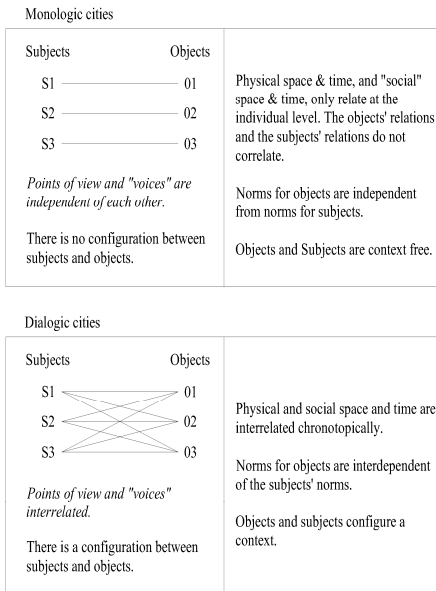 Monologic cities
Subjects Objects
S1 01
S2 02
S3 03
Points of view and "voices" are
independent of each other.
There is no configuration between
subjects and objects.
Physical space & time, and "social"
space & time, only relate at the
individual level. The objects' relations
and the subjects' relations do not
correlate.
Norms for objects are independent
from norms for subjects.
Objects and Subjects are context free.
Dialogic cities
Subjects Objects
S1 01
S2 02
S3 03
Points of view and "voices"
interrelated.
There is a configuration between
subjects and objects.
Physical and social space and time are
interrelated chronotopically.
Norms for objects are interdependent
of the subjects' norms.
Objects and subjects configure a
context.